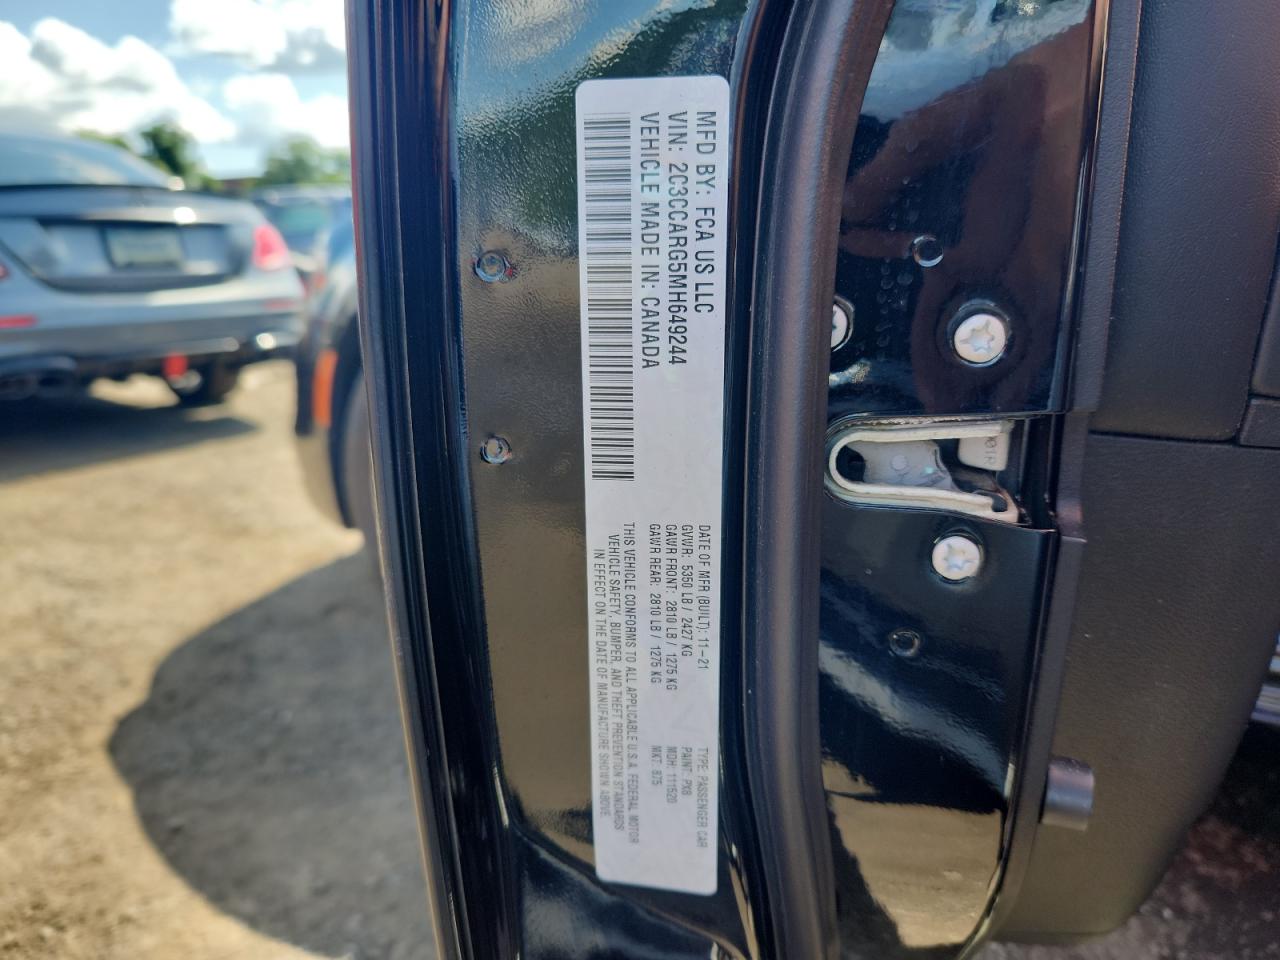 MFD BY: FCA US LLC
VIN: 2C3CCARG5MH649244
VEHICLE MADE IN: CANADA
DATE OF MFR (BUILT): 11-21
GVWR: 5350 LB / 2427 KG
GAWR FRONT: 2810 LB / 1275 KG
GAWR REAR: 2810 LB / 1275 KG
THIS VEHICLE CONFORMS TO ALL APPLICABLE U.S.A. FEDERAL MOTOR
VEHICLE SAFETY, BUMPER, AND THEFT PREVENTION STANDARDS
IN EFFECT ON THE DATE OF MANUFACTURE SHOWN ABOVE.
TYPE: PASSENGER CAR
PAINT: PX8
MDH: 111520
MKT: 875